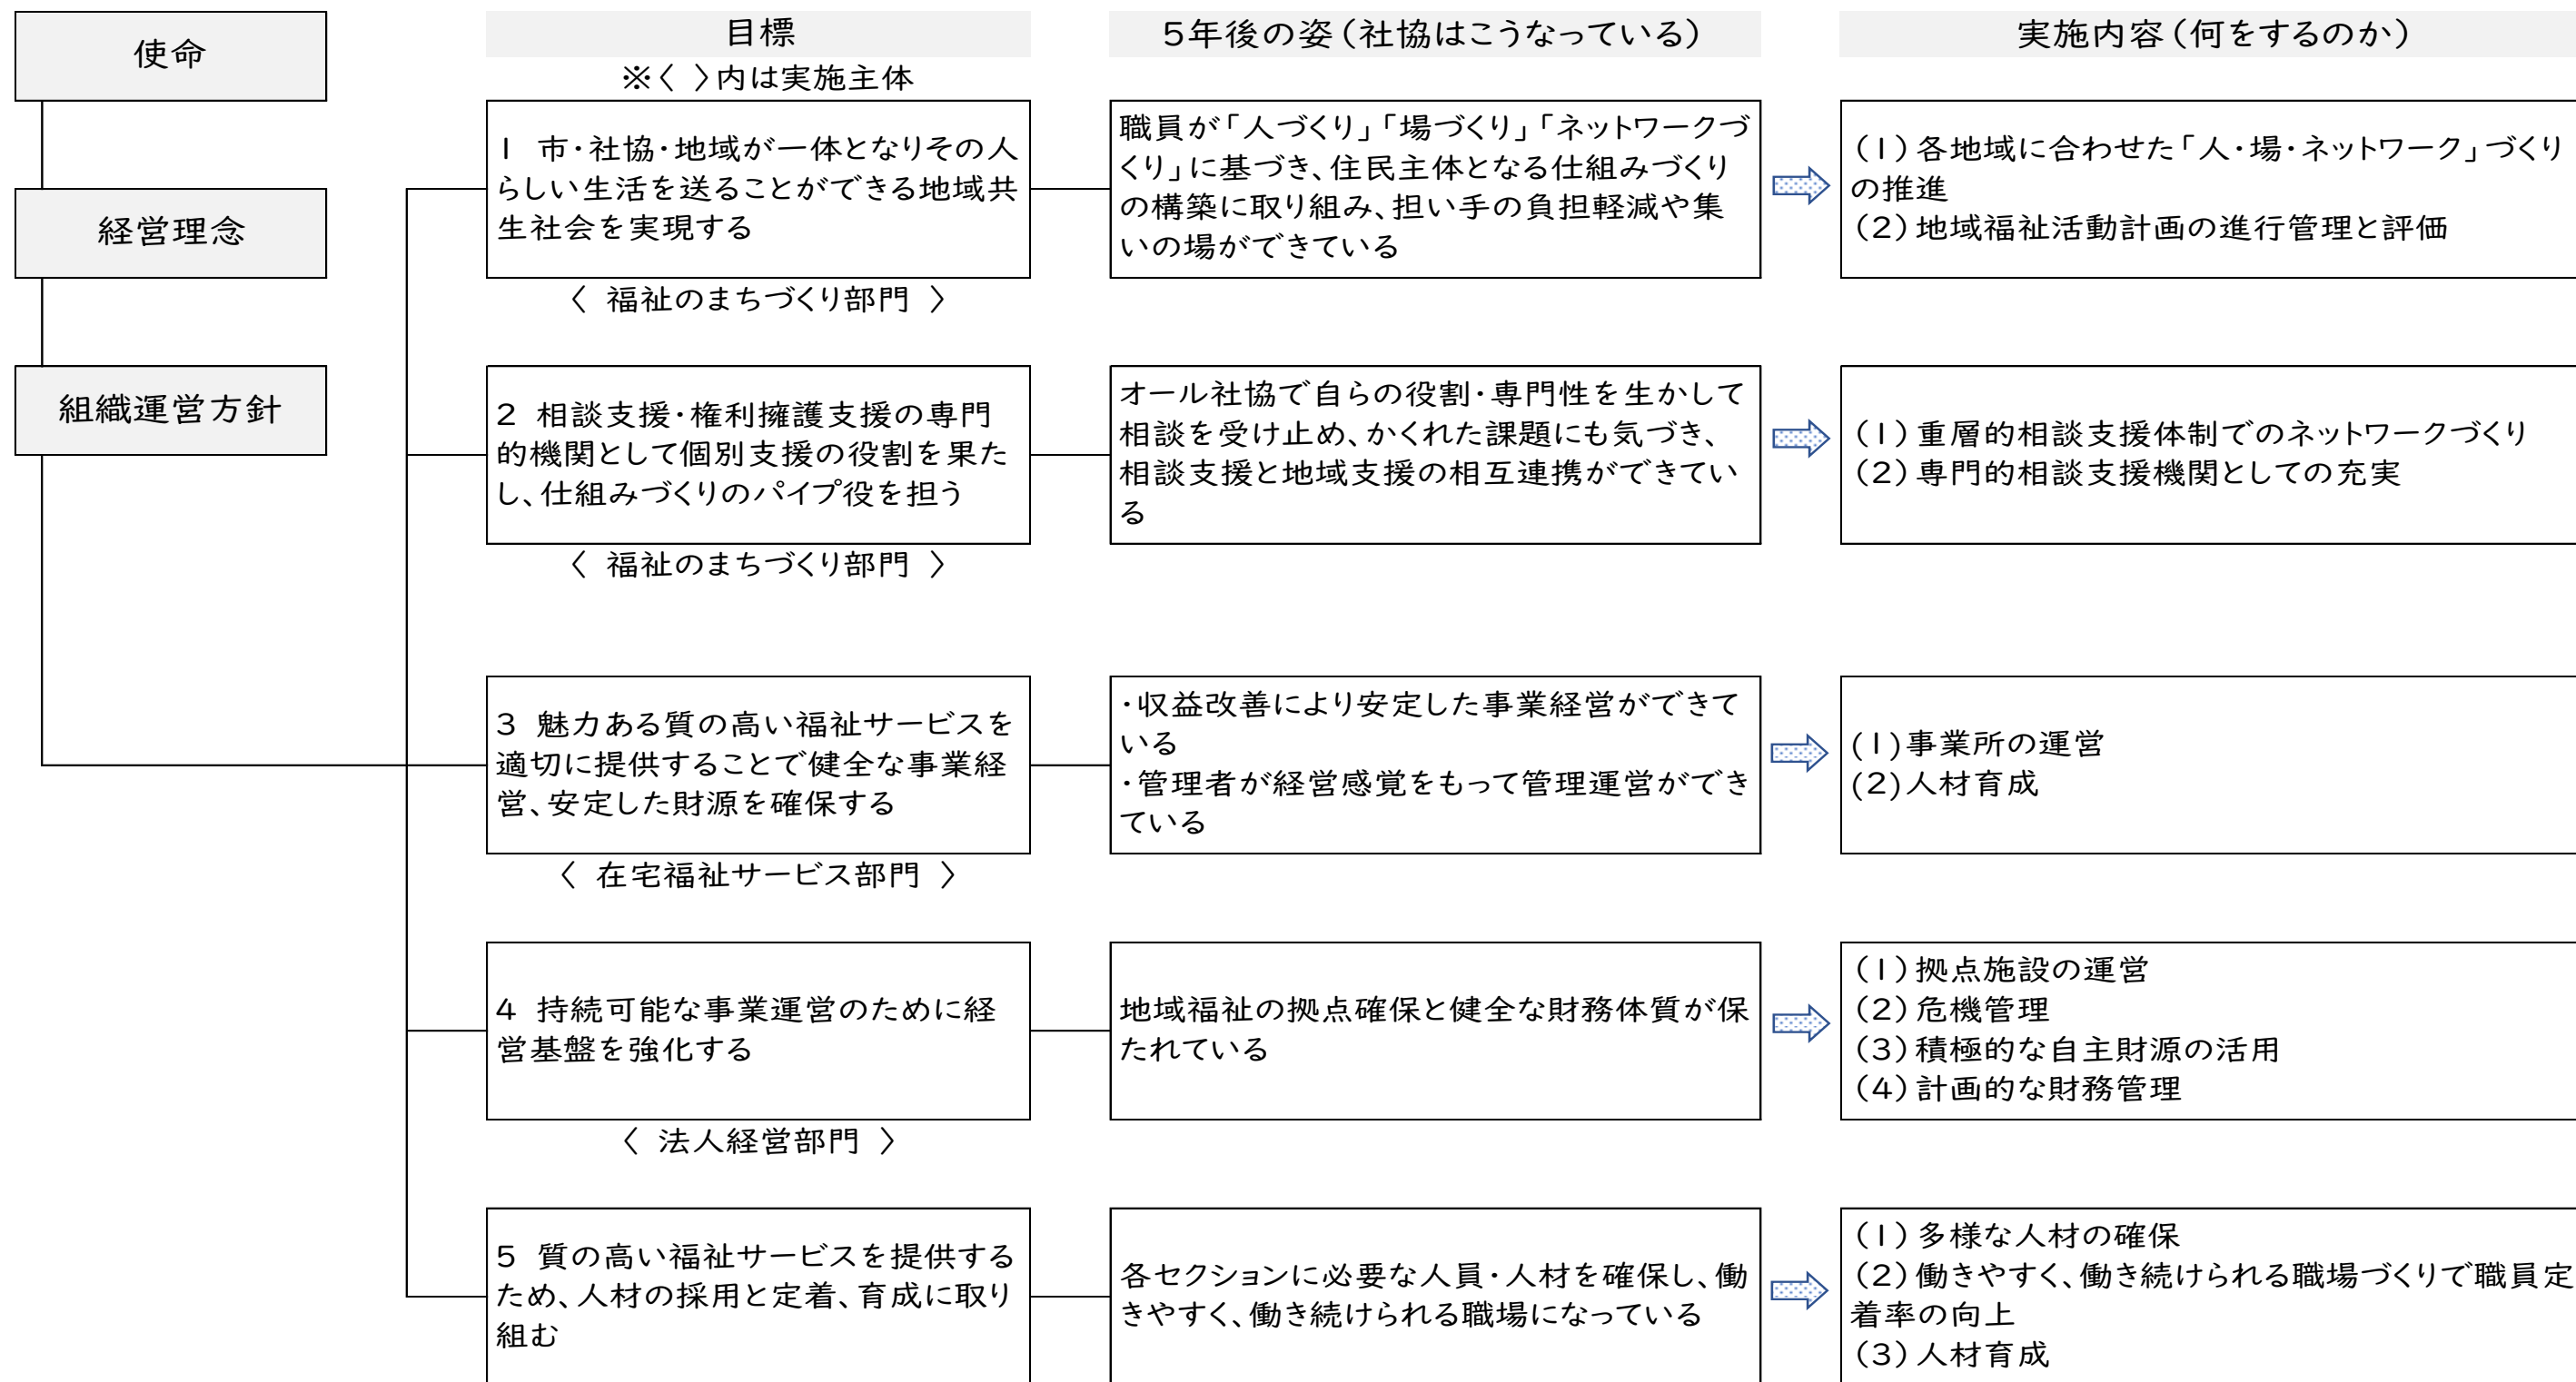 使命
経営理念
組織運営方針
目標
※〈 〉内は実施主体
5年後の姿(社協はこうなっている)
実施内容(何をするのか)
1 市・社協・地域が一体となりその人
らしい生活を送ることができる地域共
生社会を実現する
〈 福祉のまちづくり部門 〉
職員が「人づくり」「場づくり」「ネットワークづ
くり」に基づき、住民主体となる仕組みづくり
の構築に取り組み、担い手の負担軽減や集
いの場ができている
(1)各地域に合わせた「人・場・ネットワーク」づくり
の推進
(2)地域福祉活動計画の進行管理と評価
2 相談支援・権利擁護支援の専門
的機関として個別支援の役割を果た
し、仕組みづくりのパイプ役を担う
〈 福祉のまちづくり部門 〉
オール社協で自らの役割・専門性を生かして
相談を受け止め、かくれた課題にも気づき、
相談支援と地域支援の相互連携ができてい
る
(1)重層的相談支援体制でのネットワークづくり
(2)専門的相談支援機関としての充実
3 魅力ある質の高い福祉サービスを
適切に提供することで健全な事業経
営、安定した財源を確保する
〈 在宅福祉サービス部門 〉
・収益改善により安定した事業経営ができて
いる
・管理者が経営感覚をもって管理運営ができ
ている
(1)事業所の運営
(2)人材育成
4 持続可能な事業運営のために経
営基盤を強化する
〈 法人経営部門 〉
地域福祉の拠点確保と健全な財務体質が保
たれている
(1)拠点施設の運営
(2)危機管理
(3)積極的な自主財源の活用
(4)計画的な財務管理
5 質の高い福祉サービスを提供する
ため、人材の採用と定着、育成に取り
組む
各セクションに必要な人員・人材を確保し、働
きやすく、働き続けられる職場になっている
(1)多様な人材の確保
(2)働きやすく、働き続けられる職場づくりで職員定
着率の向上
(3)人材育成